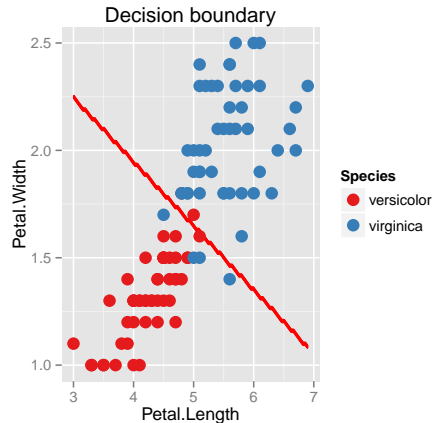 Decision boundary
2.5
2.0
1.5
1.0
Petal.Width
3
4
5
6
7
Petal.Length
Species
versicolor
virginica